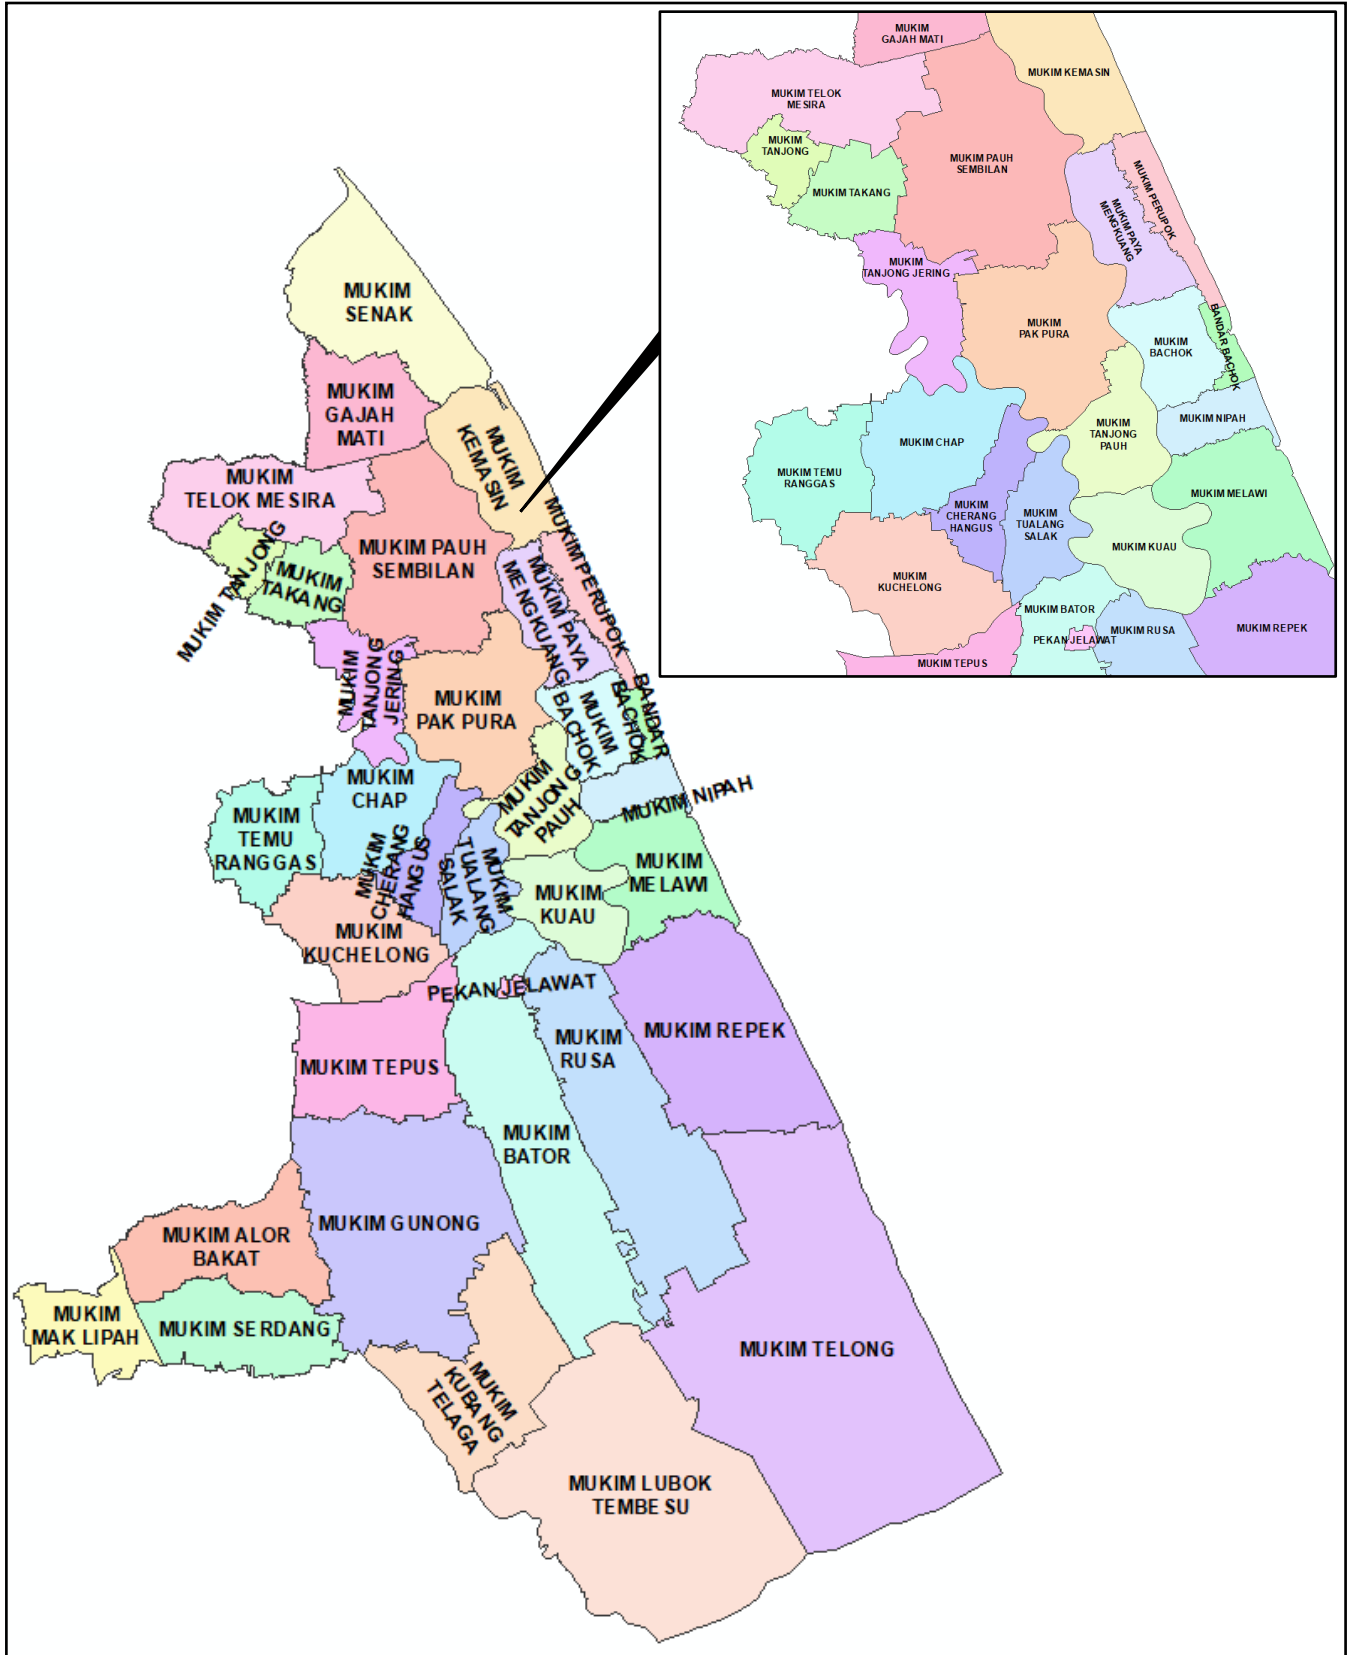 MUKIM
GAJAH MATI
MUKIM KEMASIN
MUKIM TELOK
MESIRA
MUKIM
TANJONG
MUKIM PAUH
SEMBILAN
MUKIM TAKANG
MUKIM PERUPOK
MUKIM PAYA
MENGKUANG
MUKIM
TANJONG JERING
MUKIM
PAK PURA
MUKIM
BACHOK
BANDAR BACHOK
MUKIM NIPAH
MUKIM
TANJONG
PAUH
MUKIM CHAP
MUKIM TEMU
RANGGAS
MUKIM MELAWI
MUKIM
CHERANG
HANGUS
MUKIM
TUALANG
SALAK
MUKIM KUAU
MUKIM
KUCHELONG
MUKIM BATOR
MUKIM RUSA
MUKIM REPEK
PEKAN JELAWAT
MUKIM TEPUS
MUKIM
SENAK
MUKIM
GAJAH
MATI
MUKIM
KEMASIN
MUKIM
TELOK MESIRA
MUKIM TANJONG
MUKIM
TAKANG
MUKIM PAUH
SEMBILAN
MUKIM PERUPOK
MUKIM PAYA
MENGKUANG
MUKIM
TANJONG
JERING
MUKIM
PAK PURA
MUKIM
BACHOK
BANDAR
BACHOK
MUKIM NIPAH
MUKIM
TANJONG
PAUH
MUKIM
CHAP
MUKIM
TEMU
RANGGAS
MUKIM
CHERANG
HANGUS
MUKIM
TUALANG
SALAK
MUKIM
MELAWI
MUKIM
KUAU
MUKIM
KUCHELONG
PEKAN JELAWAT
MUKIM
RUSA
MUKIM REPEK
MUKIM TEPUS
MUKIM
BATOR
MUKIM GUNONG
MUKIM ALOR
BAKAT
MUKIM
MAK LIPAH
MUKIM SERDANG
MUKIM TELONG
MUKIM
KUBANG
TELAGA
MUKIM LUBOK
TEMBESU